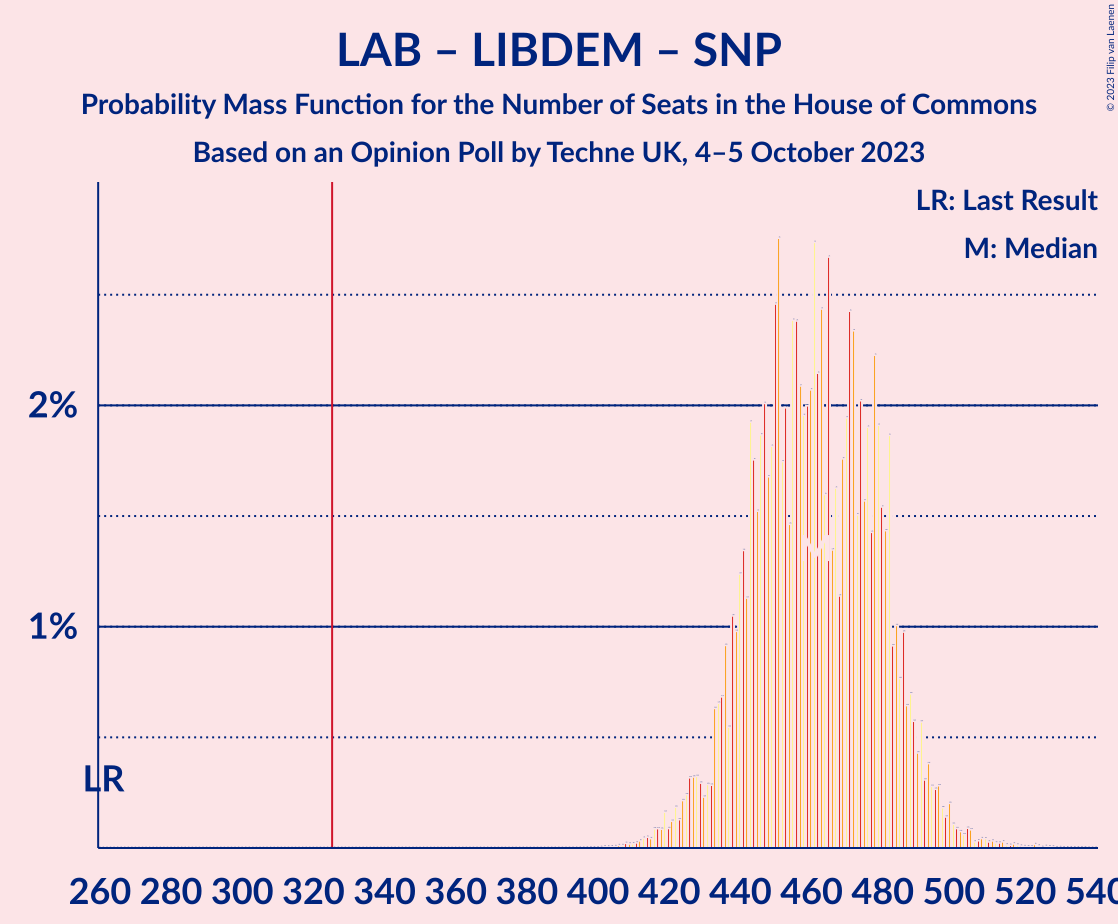 LAB – LIBDEM – SNP
Probability Mass Function for the Number of Seats in the House of Commons
Based on an Opinion Poll by Techne UK, 4–5 October 2023
© 2023 Filip van Laenen
LR: Last Result
M: Median
2%
1%
LR
M
260 280 300 320 340 360 380 400 420 440 460 480 500 520 540